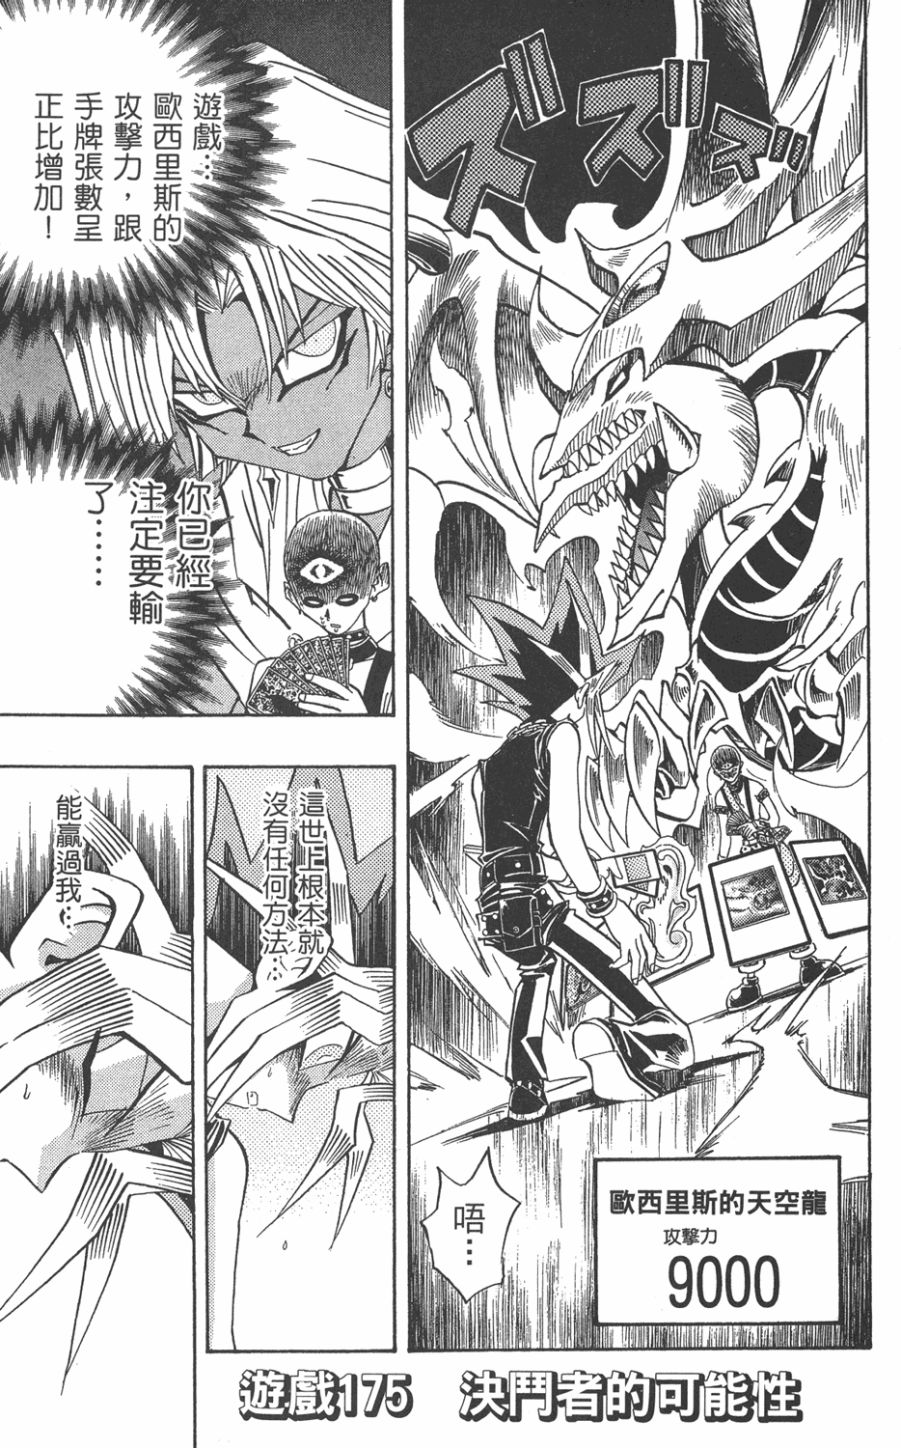 ズズズ
唔…
歐西里斯的天空龍
攻擊力
9000
遊戲175 決鬥者的可能性
遊戲…
歐西里斯的
攻擊力，跟
手牌張數呈
正比增加！
你已經
注定要輸
了……
這世上根本就
沒有任何方法…
能贏過我…